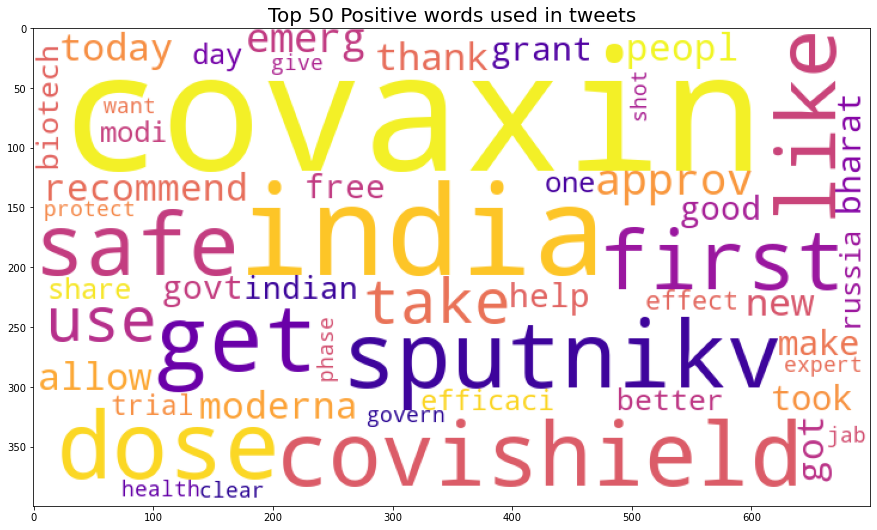 Top 50 Positive words used in tweets
0
50
100
150
200
250
300
350
0
100
200
300
400
500
600
today
day
emerg
give
thank
grant
peopl
like
biotech
want
modi
covaxin
shot
bharat
recommend
free
one
approv
protect
good
safe
india
first
russia
share
govt
indian
take
help
effect
new
use
get
phase
sputnikv
make
expert
allow
trial
moderna
govern
efficaci
better
took
dose
covishield
got
jab
health
clear